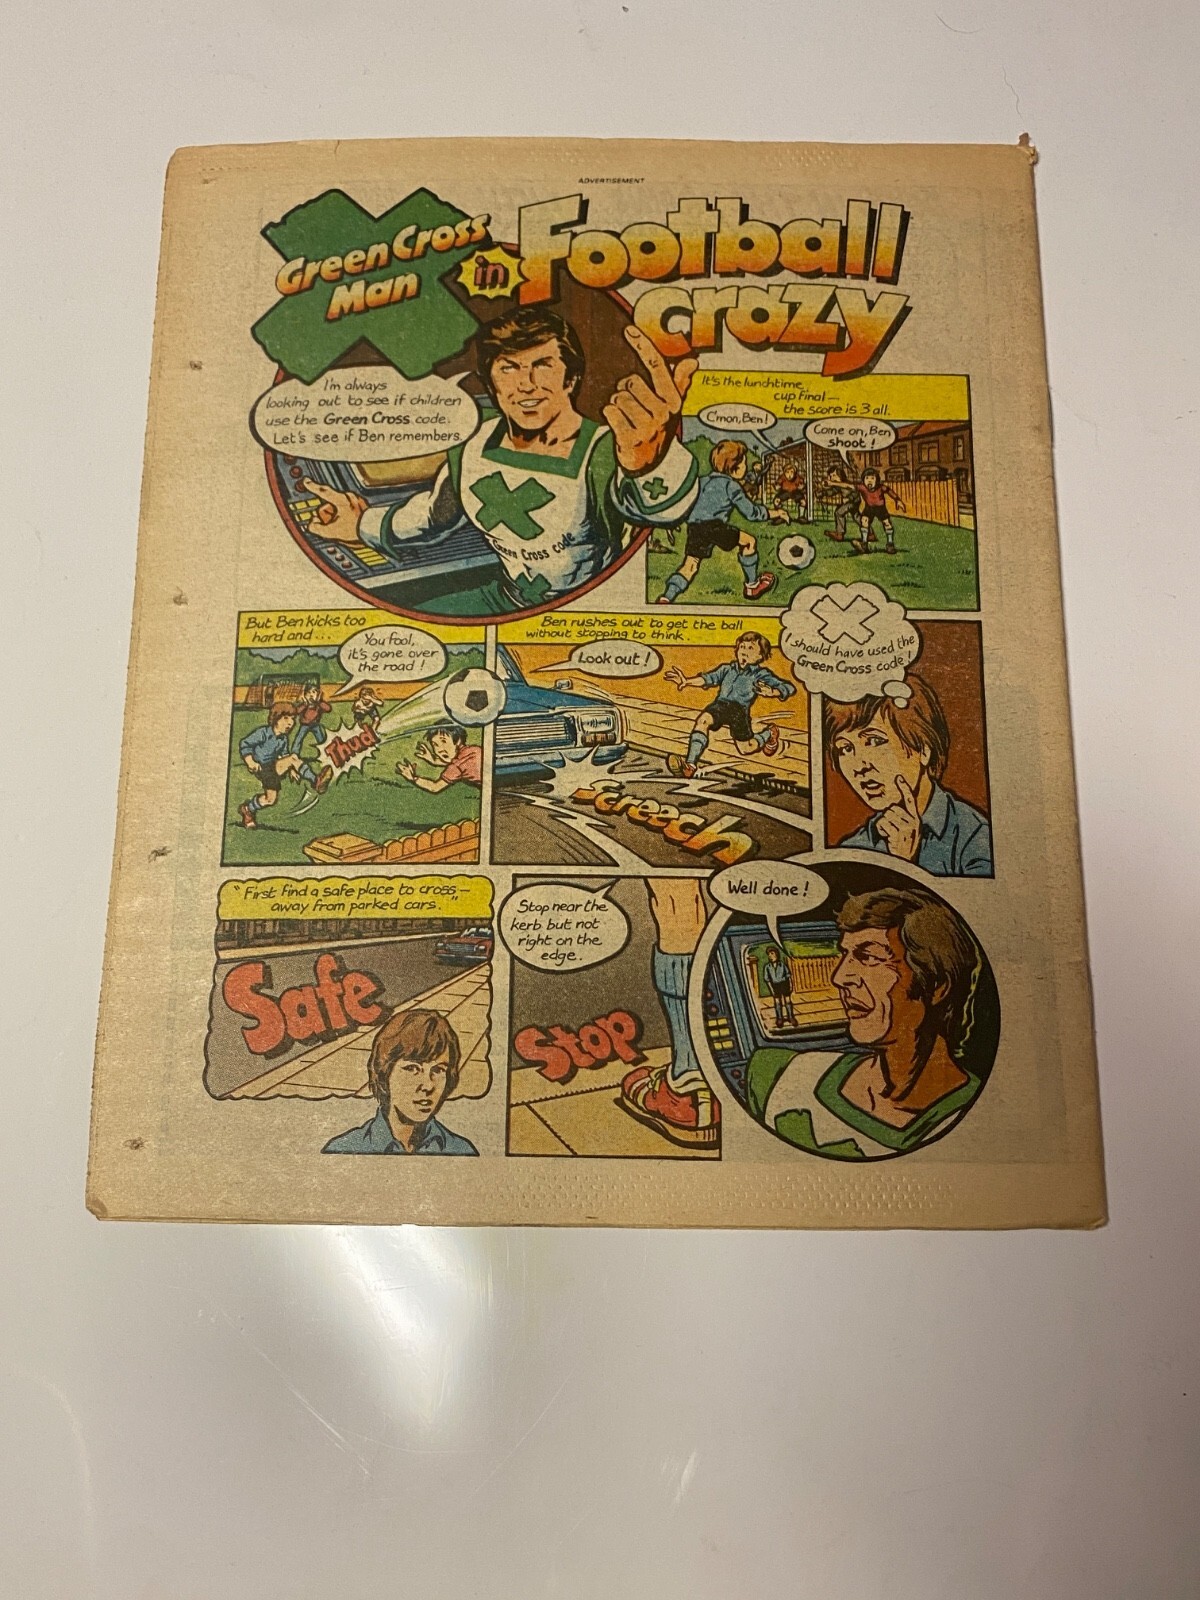 ADVERTISEMENT
Green Cross
Man
in
Football
crazy
I'm always
looking out to see if children
use the Green Cross code.
Let's see if Ben remembers.
Green Cross code
It's the lunchtime
cup final—
the score is 3 all.
C'mon, Ben!
Come on, Ben
shoot!
But Ben kicks too
hard and...
You fool,
it's gone over
the road!
Thud
Ben rushes out to get the ball
without stopping to think.
Look out!
Screech
I should have used the
Green Cross code!
"First find a safe place to cross—
away from parked cars."
Safe
Stop near the
kerb but not
right on the
edge.
Stop
Well done!